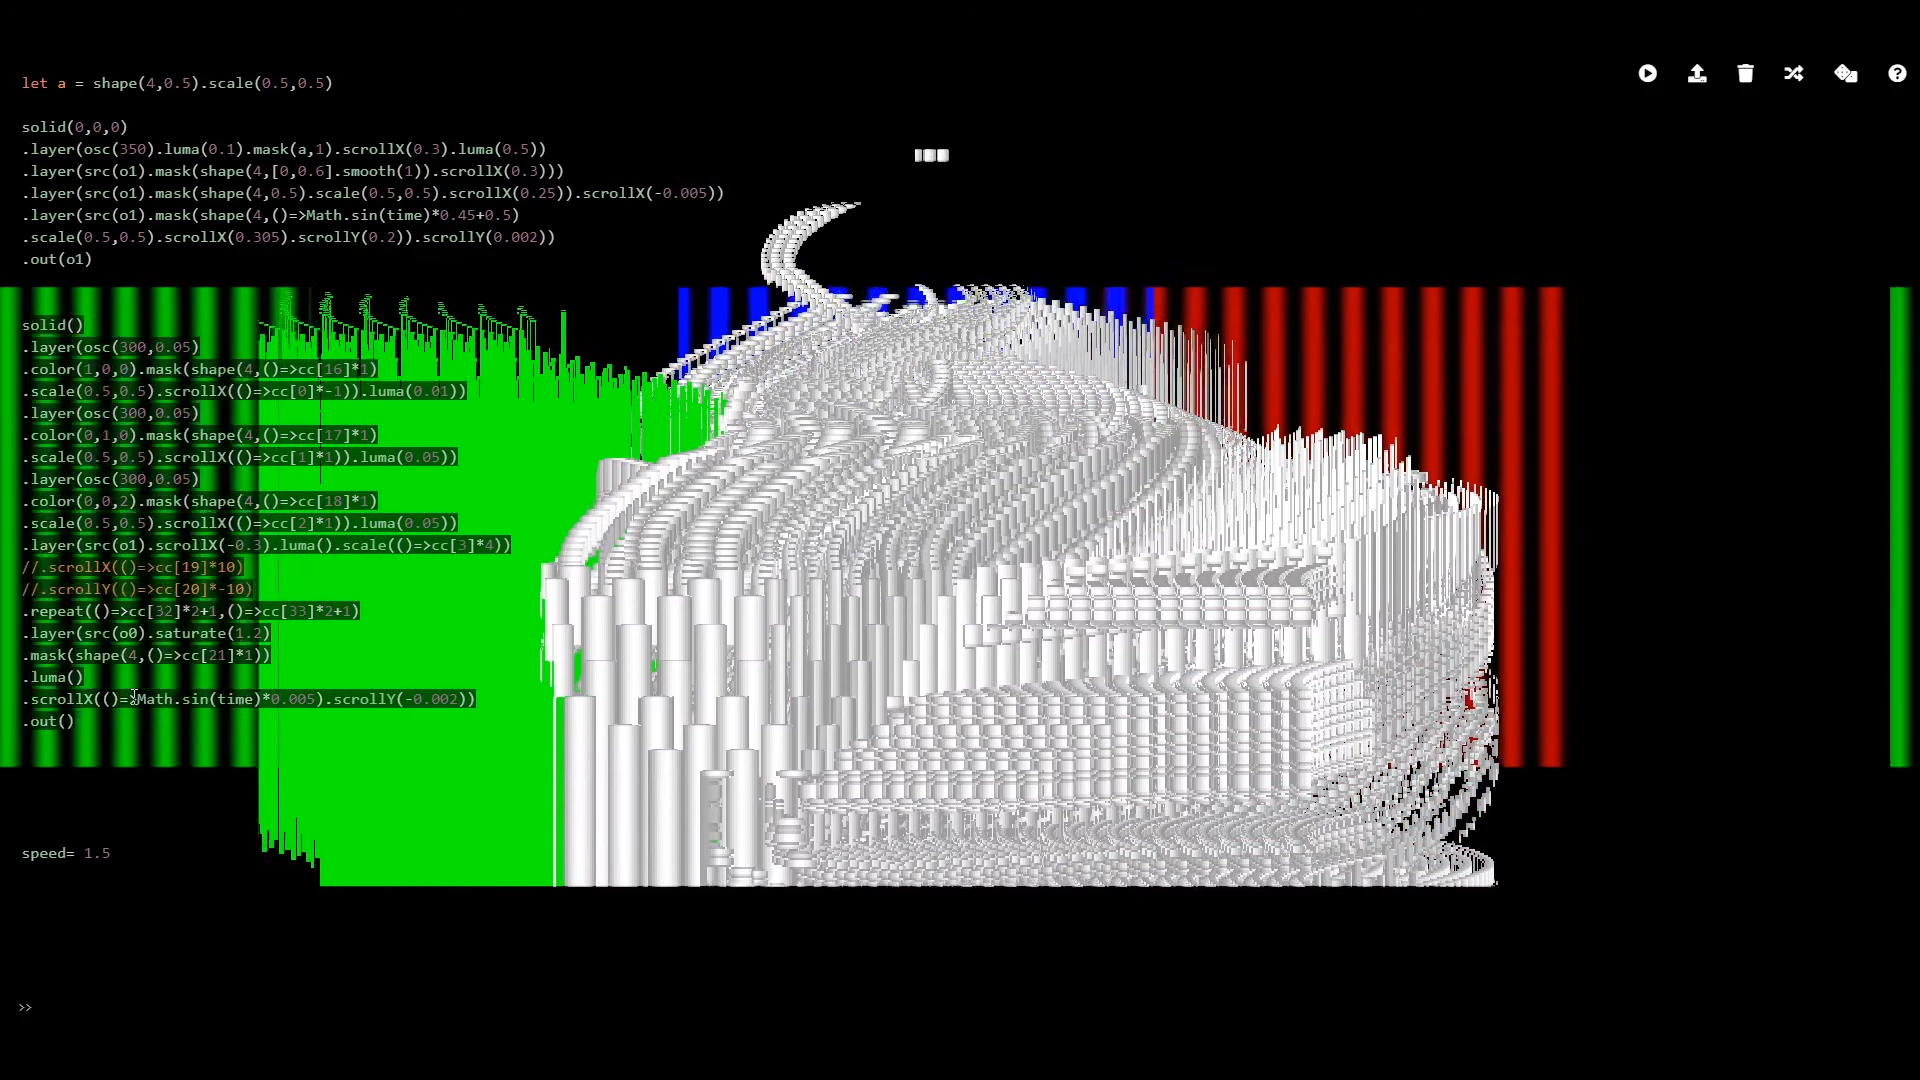 let a = shape(4,0.5).scale(0.5,0.5)
solid(0,0,0)
.layer(osc(350).luma(0.1).mask(a,1).scrollX(0.3).luma(0.5))
.layer(src(o1).mask(shape(4,[0,0.6].smooth(1)).scrollX(0.3)))
.layer(src(o1).mask(shape(4,0.5).scale(0.5,0.5).scrollX(0.25)).scrollX(-0.005))
.layer(src(o1).mask(shape(4,()=>Math.sin(time)*0.45+0.5)
.scale(0.5,0.5).scrollX(0.305).scrollY(0.2)).scrollY(0.002))
.out(o1)
solid()
.layer(osc(300,0.05)
.color(1,0,0).mask(shape(4,()=>cc[16]*1)
.scale(0.5,0.5).scrollX(()=>cc[0]*-1)).luma(0.01))
.layer(osc(300,0.05)
.color(0,1,0).mask(shape(4,()=>cc[17]*1)
.scale(0.5,0.5).scrollX(()=>cc[1]*1)).luma(0.05))
.layer(osc(300,0.05)
.color(0,0,2).mask(shape(4,()=>cc[18]*1)
.scale(0.5,0.5).scrollX(()=>cc[2]*1)).luma(0.05))
.layer(src(o1).scrollX(-0.3).luma().scale(()=>cc[3]*4))
//.scrollX(()=>cc[19]*10)
//.scrollY(()=>cc[20]*-10)
.repeat(()=>cc[32]*2+1,()=>cc[33]*2+1)
.layer(src(o0).saturate(1.2)
.mask(shape(4,()=>cc[21]*1))
.luma()
.scrollX(()=>Math.sin(time)*0.005).scrollY(-0.002))
.out()
speed= 1.5
>>